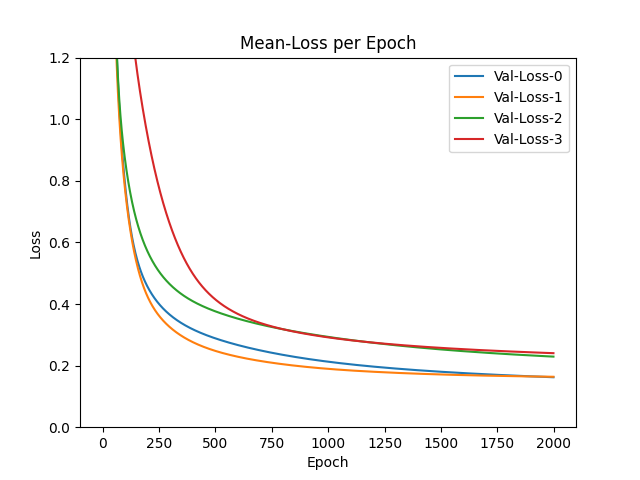 Mean-Loss per Epoch
Val-Loss-0
Val-Loss-1
Val-Loss-2
Val-Loss-3
Loss
1.2
1.0
0.8
0.6
0.4
0.2
0.0
0 250 500 750 1000 1250 1500 1750 2000
Epoch